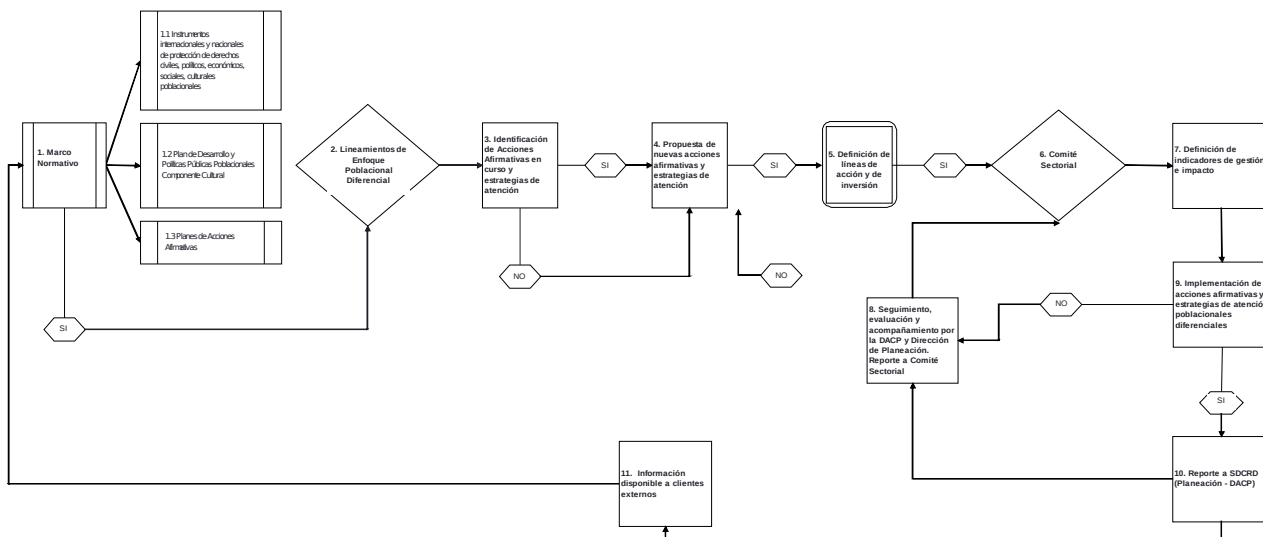 1.1 Instrumentos
internacionales y nacionales
de protección de derechos
civiles, políticos, económicos,
sociales, culturales
poblacionales
1. Marco
Normativo
1.2 Plan de Desarrollo y
Políticas Públicas Poblacionales
Componente Cultural
1.3 Planes de Acciones
Afirmativas
SI
2. Lineamientos de
Enfoque
Poblacional
Diferencial
3. Identificación
de Acciones
Afirmativas en
curso y
estrategias de
atención
SI
NO
4. Propuesta de
nuevas acciones
afirmativas y
estrategias de
atención
SI
NO
5. Definición de
líneas de
acción y de
inversión
SI
6. Comité
Sectorial
7. Definición de
indicadores de gestión
e impacto
8. Seguimiento,
evaluación y
acompañamiento por
la DACP y Dirección
de Planeación.
Reporte a Comité
Sectorial
NO
9. Implementación de
acciones afirmativas y
estrategias de atenció
poblacionales
diferenciales
SI
10. Reporte a SDCRD
(Planeación - DACP)
11. Información
disponible a clientes
externos